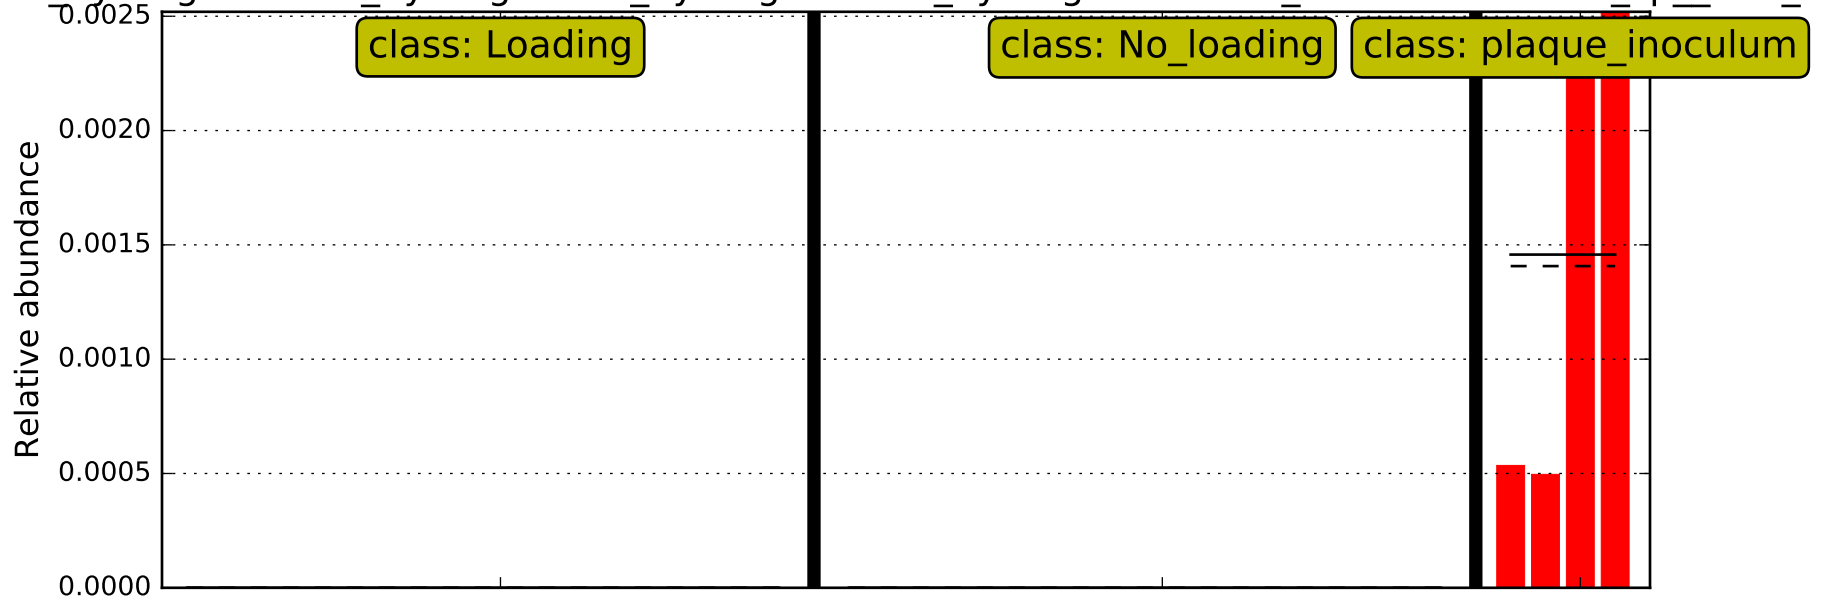 0.0025
class: Loading
class: No_loading
class: plaque_inoculum
0.0020
0.0015
0.0010
0.0005
0.0000
Relative abundance